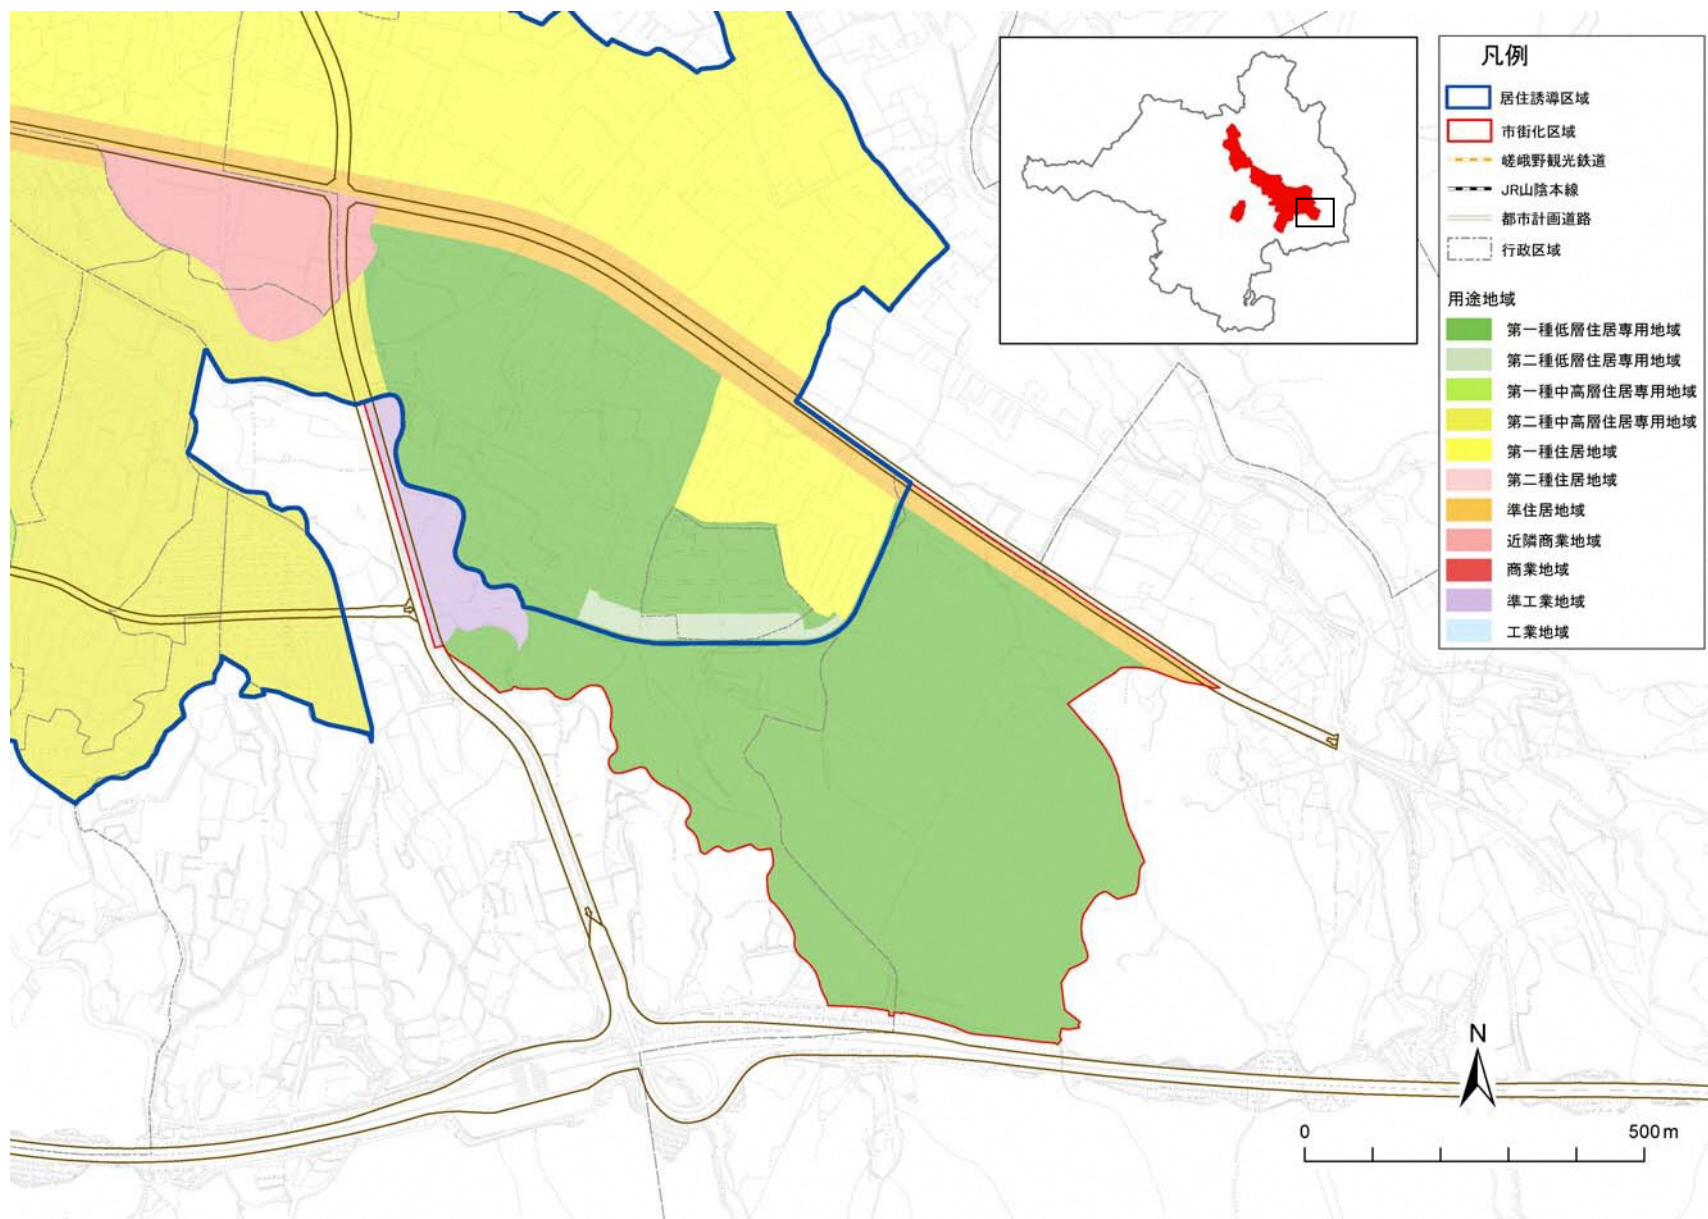 凡例
居住誘導区域
市街化区域
嵯峨野観光鉄道
JR山陰本線
都市計画道路
行政区域
用途地域
第一種低層住居専用地域
第二種低層住居専用地域
第一種中高層住居専用地域
第二種中高層住居専用地域
第一種住居地域
第二種住居地域
準住居地域
近隣商業地域
商業地域
準工業地域
工業地域
N
0 500m